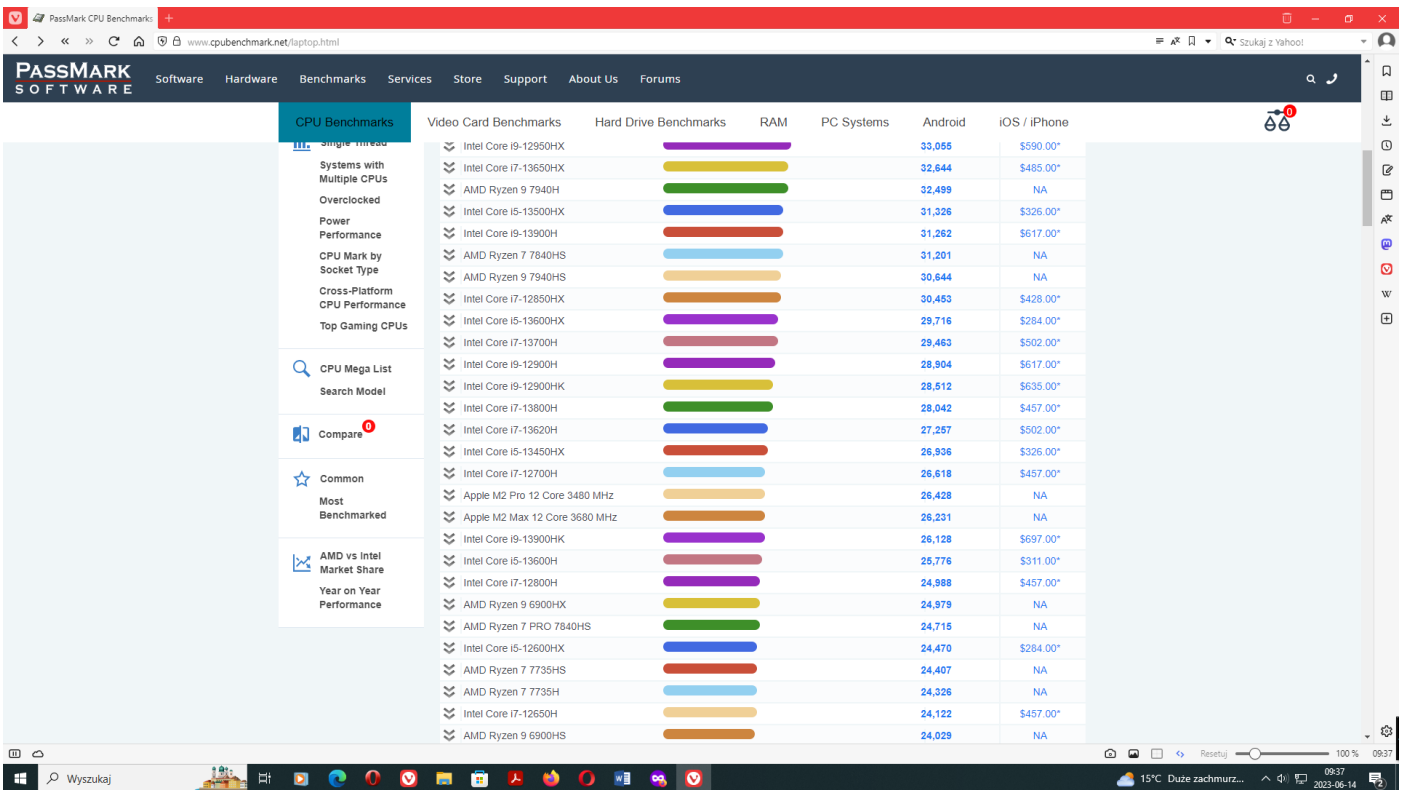 PassMark CPU Benchmarks
www.cpubenchmark.net/laptop.html
Szukaj z Yahoo!
PASSMARK
SOFTWARE
Software Hardware Benchmarks Services Store Support About Us Forums
CPU Benchmarks Video Card Benchmarks Hard Drive Benchmarks RAM PC Systems Android iOS / iPhone
0
Single Thread
Systems with
Multiple CPUs
Overclocked
Power
Performance
CPU Mark by
Socket Type
Cross-Platform
CPU Performance
Top Gaming CPUs
CPU Mega List
Search Model
Compare 0
Common
Most
Benchmarked
AMD vs Intel
Market Share
Year on Year
Performance
Intel Core i9-12950HX 33,055 $590.00*
Intel Core i7-13650HX 32,644 $485.00*
AMD Ryzen 9 7940H 32,499 NA
Intel Core i5-13500HX 31,326 $326.00*
Intel Core i9-13900H 31,262 $617.00*
AMD Ryzen 7 7840HS 31,201 NA
AMD Ryzen 9 7940HS 30,644 NA
Intel Core i7-12850HX 30,453 $428.00*
Intel Core i5-13600HX 29,716 $284.00*
Intel Core i7-13700H 29,463 $502.00*
Intel Core i9-12900H 28,904 $617.00*
Intel Core i9-12900HK 28,512 $635.00*
Intel Core i7-13800H 28,042 $457.00*
Intel Core i7-13620H 27,257 $502.00*
Intel Core i5-13450HX 26,936 $326.00*
Intel Core i7-12700H 26,618 $457.00*
Apple M2 Pro 12 Core 3480 MHz 26,428 NA
Apple M2 Max 12 Core 3680 MHz 26,231 NA
Intel Core i9-13900HK 26,128 $697.00*
Intel Core i5-13600H 25,776 $311.00*
Intel Core i7-12800H 24,988 $457.00*
AMD Ryzen 9 6900HX 24,979 NA
AMD Ryzen 7 PRO 7840HS 24,715 NA
Intel Core i5-12600HX 24,470 $284.00*
AMD Ryzen 7 7735HS 24,407 NA
AMD Ryzen 7 7735H 24,326 NA
Intel Core i7-12650H 24,122 $457.00*
AMD Ryzen 9 6900HS 24,029 NA
Resetuj 100 % 09:37
Wyszukaj
15°C Duże zachmurz...
09:37
2023-06-14
2